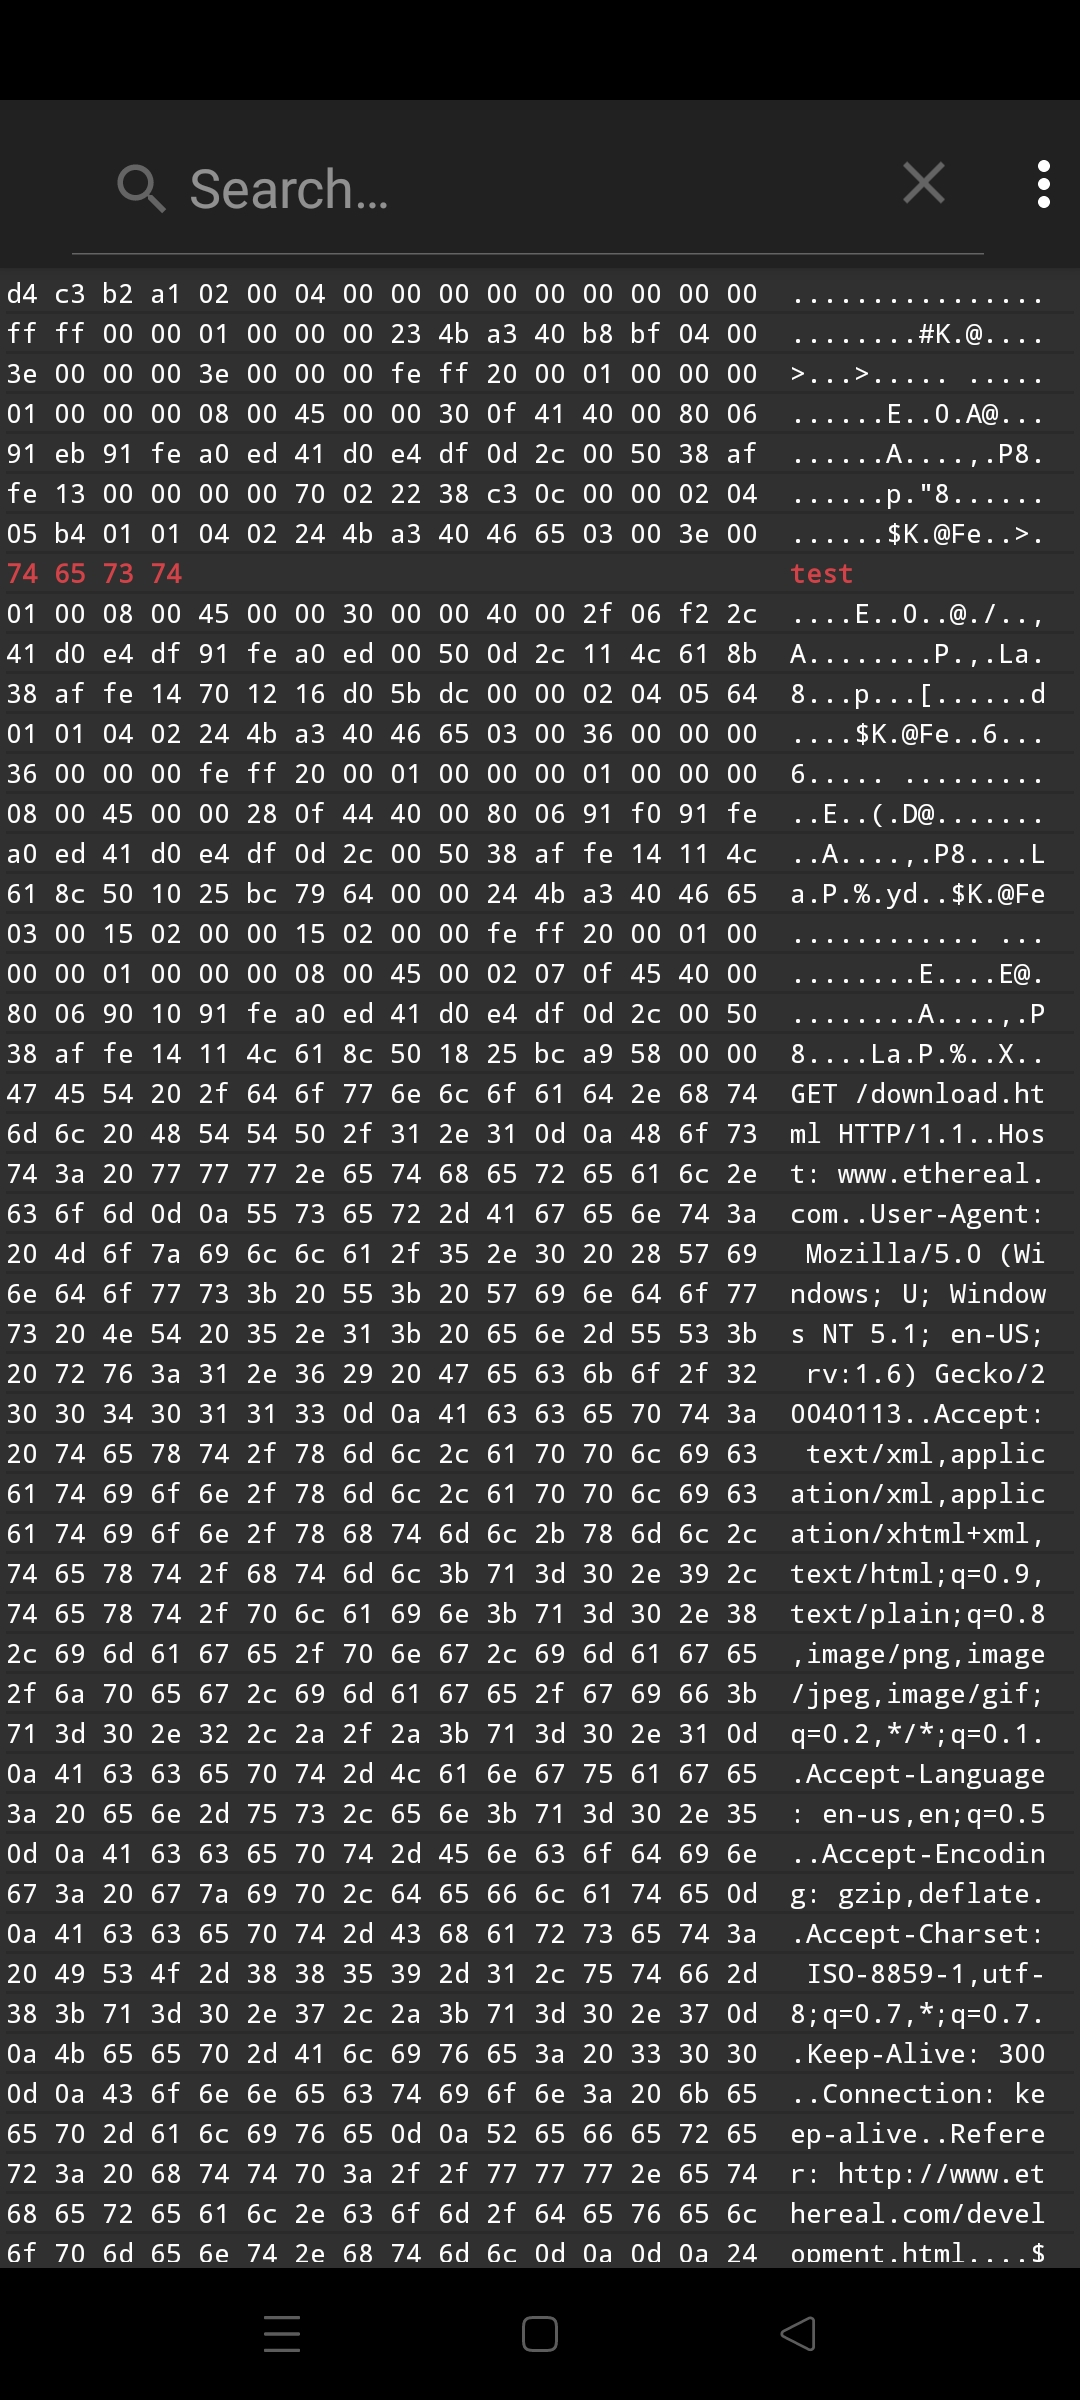 Search...
d4 c3 b2 a1 02 00 04 00 00 00 00 00 00 00 00 00 ................
ff ff 00 00 01 00 00 00 23 4b a3 40 b8 bf 04 00 ........#K.@....
3e 00 00 00 3e 00 00 00 fe ff 20 00 01 00 00 00 >...>..... .....
01 00 00 00 08 00 45 00 00 30 0f 41 40 00 80 06 ......E..0.A@...
91 eb 91 fe a0 ed 41 d0 e4 df 0d 2c 00 50 38 af ......A....,.P8.
fe 13 00 00 00 00 70 02 22 38 c3 0c 00 00 02 04 ......p."8......
05 b4 01 01 04 02 24 4b a3 40 46 65 03 00 3e 00 ......$K.@Fe..>.
74 65 73 74 test
01 00 08 00 45 00 00 30 00 00 40 00 2f 06 f2 2c ....E..0..@./..,
41 d0 e4 df 91 fe a0 ed 00 50 0d 2c 11 4c 61 8b A........P.,.La.
38 af fe 14 70 12 16 d0 5b dc 00 00 02 04 05 64 8...p...[......d
01 01 04 02 24 4b a3 40 46 65 03 00 36 00 00 00 ....$K.@Fe..6...
36 00 00 00 fe ff 20 00 01 00 00 00 01 00 00 00 6..... .........
08 00 45 00 00 28 0f 44 40 00 80 06 91 f0 91 fe ..E..(.D@.......
a0 ed 41 d0 e4 df 0d 2c 00 50 38 af fe 14 11 4c ..A....,.P8....L
61 8c 50 10 25 bc 79 64 00 00 24 4b a3 40 46 65 a.P.%.yd..$K.@Fe
03 00 15 02 00 00 15 02 00 00 fe ff 20 00 01 00 ............ ...
00 00 01 00 00 00 08 00 45 00 02 07 0f 45 40 00 ........E....E@.
80 06 90 10 91 fe a0 ed 41 d0 e4 df 0d 2c 00 50 ........A....,.P
38 af fe 14 11 4c 61 8c 50 18 25 bc a9 58 00 00 8....La.P.%..X..
47 45 54 20 2f 64 6f 77 6e 6c 6f 61 64 2e 68 74 GET /download.ht
6d 6c 20 48 54 54 50 2f 31 2e 31 0d 0a 48 6f 73 ml HTTP/1.1..Hos
74 3a 20 77 77 77 2e 65 74 68 65 72 65 61 6c 2e t: www.ethereal.
63 6f 6d 0d 0a 55 73 65 72 2d 41 67 65 6e 74 3a com..User-Agent:
20 4d 6f 7a 69 6c 6c 61 2f 35 2e 30 20 28 57 69 Mozilla/5.0 (Wi
6e 64 6f 77 73 3b 20 55 3b 20 57 69 6e 64 6f 77 ndows; U; Window
73 20 4e 54 20 35 2e 31 3b 20 65 6e 2d 55 53 3b s NT 5.1; en-US;
20 72 76 3a 31 2e 36 29 20 47 65 63 6b 6f 2f 32 rv:1.6) Gecko/2
30 30 34 30 31 31 33 0d 0a 41 63 63 65 70 74 3a 0040113..Accept:
20 74 65 78 74 2f 78 6d 6c 2c 61 70 70 6c 69 63 text/xml,applic
61 74 69 6f 6e 2f 78 6d 6c 2c 61 70 70 6c 69 63 ation/xml,applic
61 74 69 6f 6e 2f 78 68 74 6d 6c 2b 78 6d 6c 2c ation/xhtml+xml,
74 65 78 74 2f 68 74 6d 6c 3b 71 3d 30 2e 39 2c text/html;q=0.9,
74 65 78 74 2f 70 6c 61 69 6e 3b 71 3d 30 2e 38 text/plain;q=0.8
2c 69 6d 61 67 65 2f 70 6e 67 2c 69 6d 61 67 65 ,image/png,image
2f 6a 70 65 67 2c 69 6d 61 67 65 2f 67 69 66 3b /jpeg,image/gif;
71 3d 30 2e 32 2c 2a 2f 2a 3b 71 3d 30 2e 31 0d q=0.2,*/*;q=0.1.
0a 41 63 63 65 70 74 2d 4c 61 6e 67 75 61 67 65 .Accept-Language
3a 20 65 6e 2d 75 73 2c 65 6e 3b 71 3d 30 2e 35 : en-us,en;q=0.5
0d 0a 41 63 63 65 70 74 2d 45 6e 63 6f 64 69 6e ..Accept-Encodin
67 3a 20 67 7a 69 70 2c 64 65 66 6c 61 74 65 0d g: gzip,deflate.
0a 41 63 63 65 70 74 2d 43 68 61 72 73 65 74 3a .Accept-Charset:
20 49 53 4f 2d 38 38 35 39 2d 31 2c 75 74 66 2d ISO-8859-1,utf-
38 3b 71 3d 30 2e 37 2c 2a 3b 71 3d 30 2e 37 0d 8;q=0.7,*;q=0.7.
0a 4b 65 65 70 2d 41 6c 69 76 65 3a 20 33 30 30 .Keep-Alive: 300
0d 0a 43 6f 6e 6e 65 63 74 69 6f 6e 3a 20 6b 65 ..Connection: ke
65 70 2d 61 6c 69 76 65 0d 0a 52 65 66 65 72 65 ep-alive..Refere
72 3a 20 68 74 74 70 3a 2f 2f 77 77 77 2e 65 74 r: http://www.et
68 65 72 65 61 6c 2e 63 6f 6d 2f 64 65 76 65 6c hereal.com/devel
6f 70 6d 65 6e 74 2e 68 74 6d 6c 0d 0a 0d 0a 24 opment.html....$